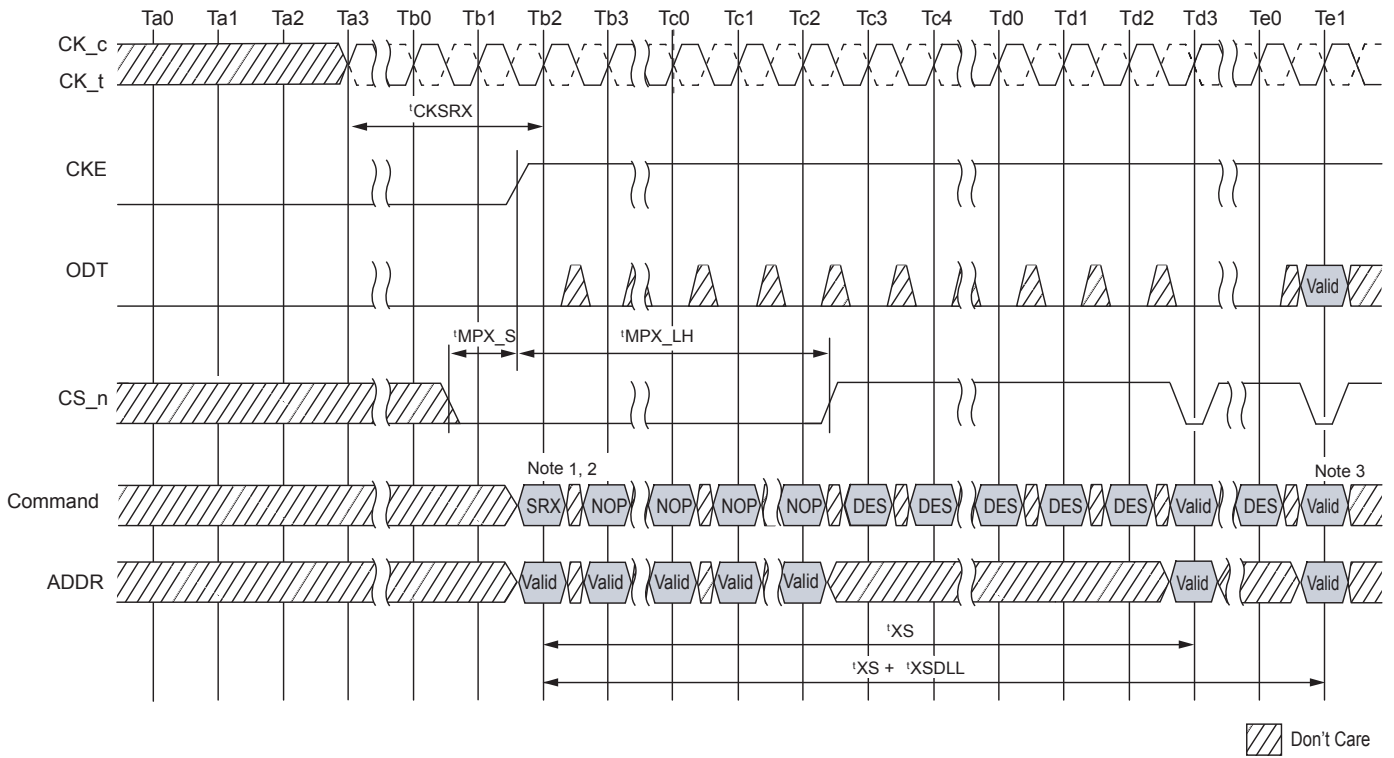 Ta0 Ta1 Ta2 Ta3 Tb0 Tb1 Tb2 Tb3 Tc0 Tc1 Tc2 Tc3 Tc4 Td0 Td1 Td2 Td3 Te0 Te1
CK_c
CK_t
tCKSRX
CKE
ODT
Valid
tMPX_S tMPX_LH
CS_n
Note 1, 2 Note 3
Command SRX NOP NOP NOP NOP DES DES DES DES DES Valid DES Valid
ADDR Valid Valid Valid Valid Valid Valid Valid
tXS
tXS + tXSDLL
Don't Care